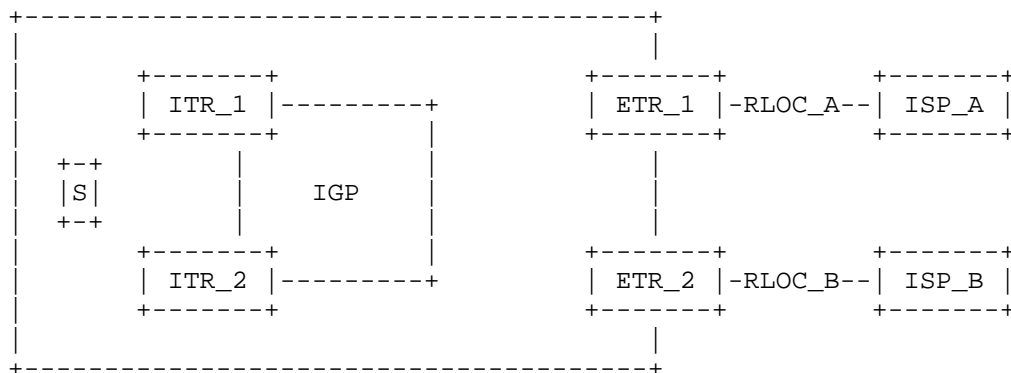 ITR_1 ETR_1 -RLOC_A-- ISP_A
S IGP
ITR_2 ETR_2 -RLOC_B-- ISP_B